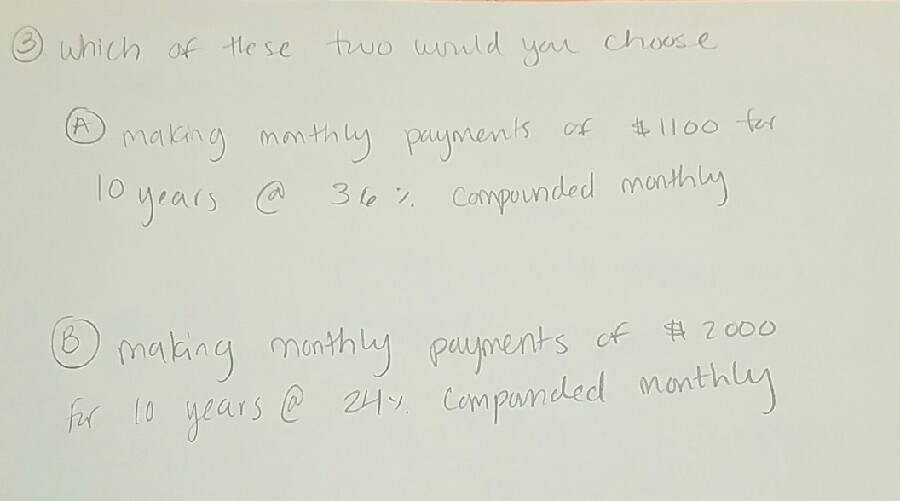 ③ Which of these two would you choose
Ⓐ making monthly payments of $1100 for
10 years @ 36%. Compounded monthly
Ⓑ making monthly payments of $2000
for 10 years @ 24%. Compounded monthly